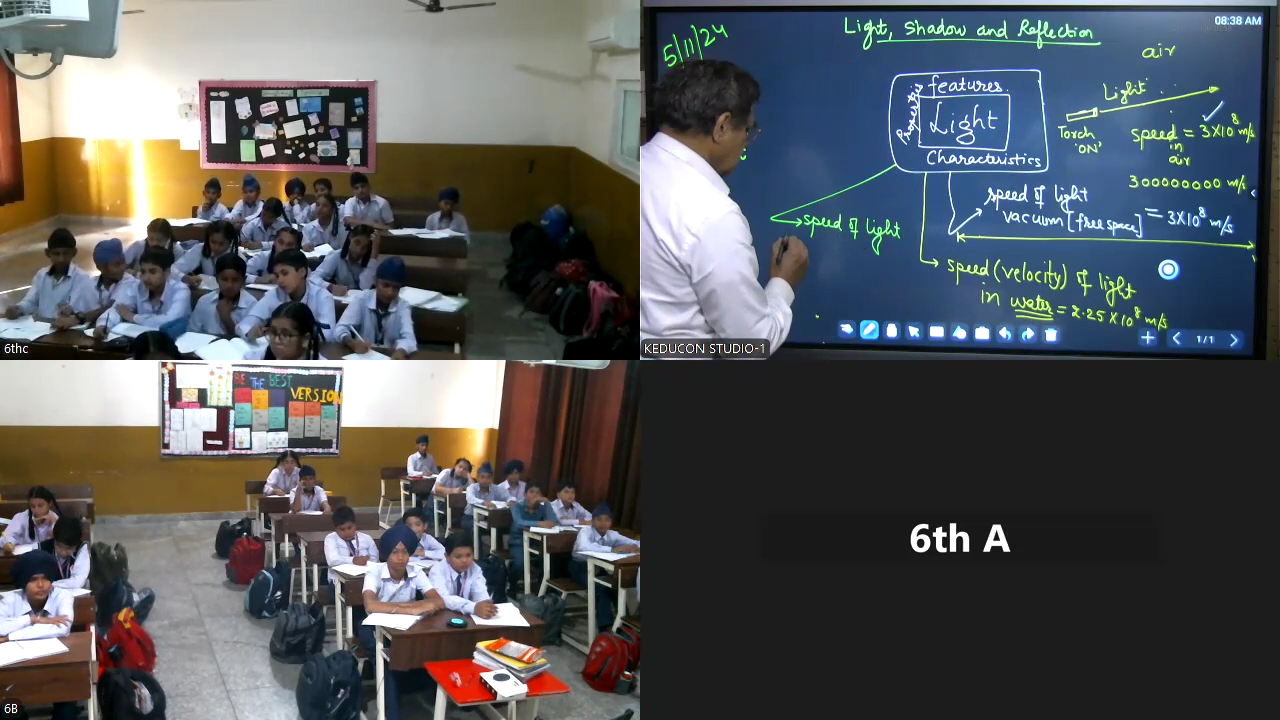 6thc
08:38 AM
5/11/24
Light, Shadow and Reflection
air
features
Properties
Light
Characteristics
Light
Torch
'ON'
speed = 3×10⁸ m/s
in
air
300000000 m/s
speed of light
vacuum [free space] = 3×10⁸ m/s
speed of light
speed (velocity) of light
in water = 2.25×10⁸ m/s
1/1
KEDUCON STUDIO-1
BE THE BEST
VERSION
6B
6th A